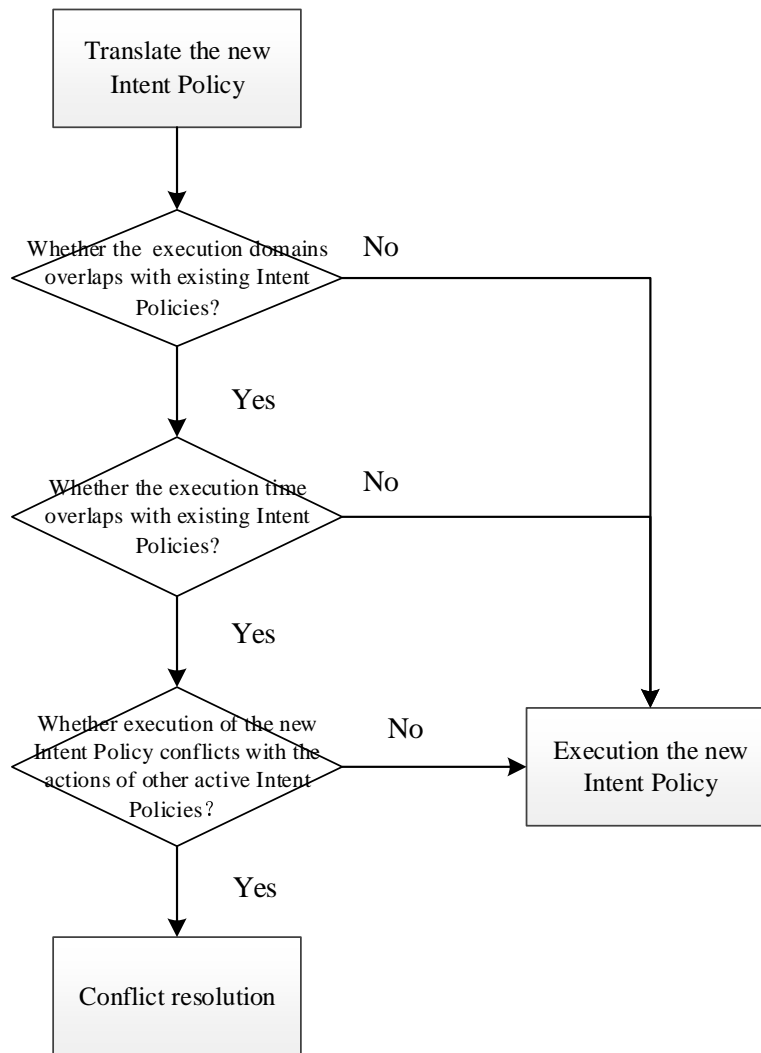 Translate the new
Intent Policy
Whether the execution domains
overlaps with existing Intent
Policies?
No
Yes
Whether the execution time
overlaps with existing Intent
Policies?
No
Yes
Whether execution of the new
Intent Policy conflicts with the
actions of other active Intent
Policies?
No
Execution the new
Intent Policy
Yes
Conflict resolution